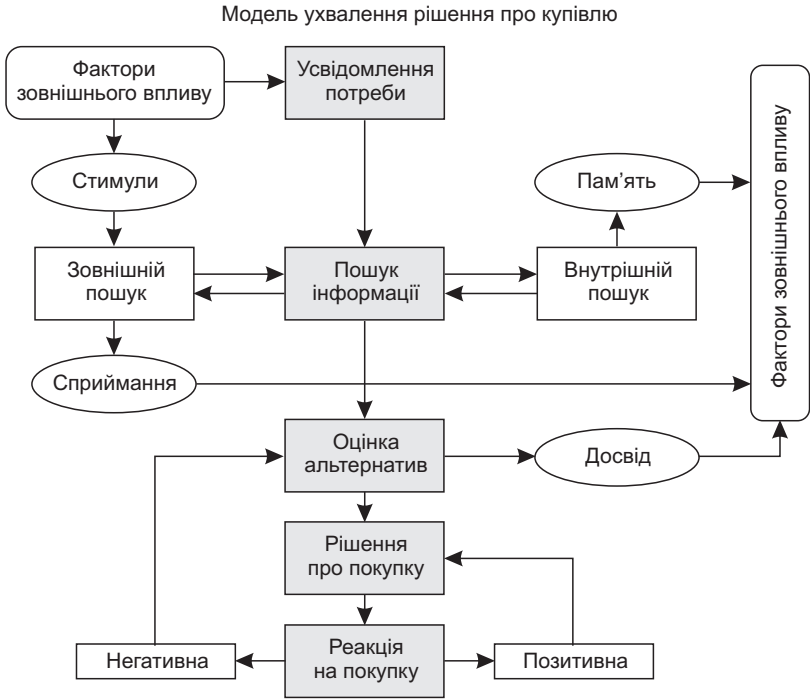 Модель ухвалення рішення про купівлю
Фактори
зовнішнього впливу
Усвідомлення
потреби
Стимули
Пам’ять
Фактори зовнішнього впливу
Зовнішній
пошук
Пошук
інформації
Внутрішній
пошук
Сприймання
Оцінка
альтернатив
Досвід
Рішення
про покупку
Негативна
Реакція
на покупку
Позитивна